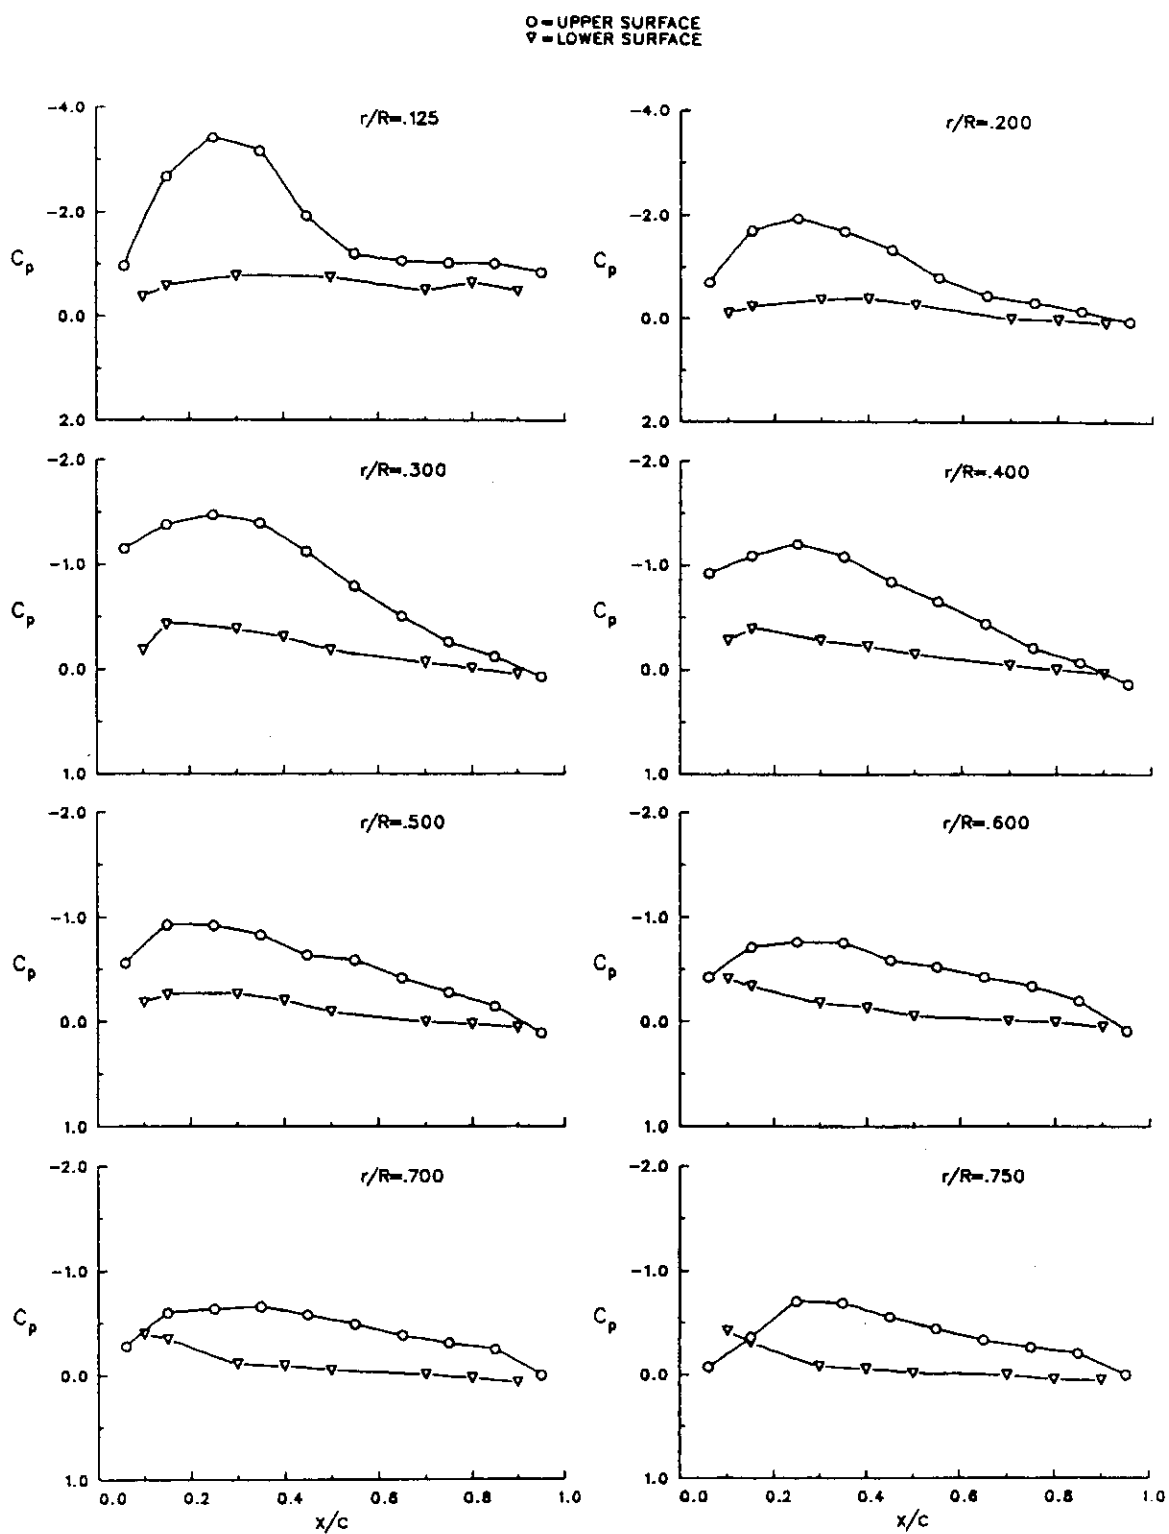 O = UPPER SURFACE
▽ = LOWER SURFACE
r/R=.125
-4.0
-2.0
0.0
2.0
Cp
r/R=.200
-4.0
-2.0
0.0
2.0
Cp
r/R=.300
-2.0
-1.0
0.0
1.0
Cp
r/R=.400
-2.0
-1.0
0.0
1.0
Cp
r/R=.500
-2.0
-1.0
0.0
1.0
Cp
r/R=.600
-2.0
-1.0
0.0
1.0
Cp
r/R=.700
-2.0
-1.0
0.0
1.0
Cp
0.0 0.2 0.4 0.6 0.8 1.0
x/c
r/R=.750
-2.0
-1.0
0.0
1.0
Cp
0.0 0.2 0.4 0.6 0.8 1.0
x/c